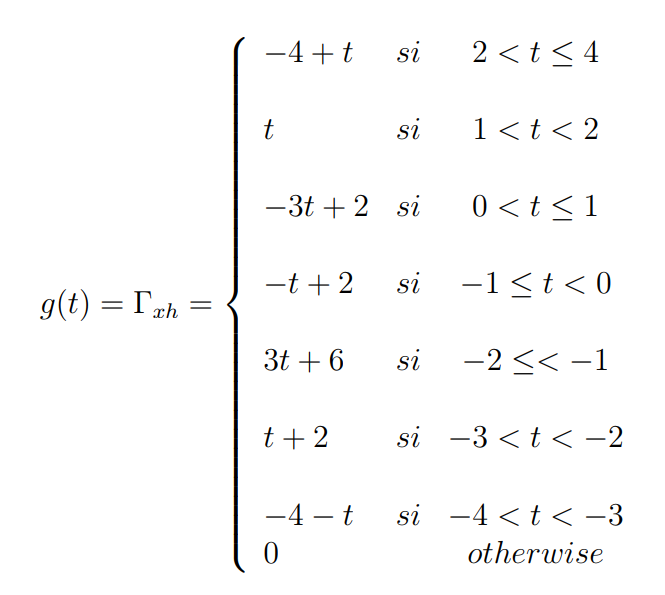 −4 + t si 2 < t ≤ 4
t si 1 < t < 2
−3t + 2 si 0 < t ≤ 1
−t + 2 si −1 ≤ t < 0
g(t) = Γxh =
3t + 6 si −2 ≤< −1
t + 2 si −3 < t < −2
−4 − t si −4 < t < −3
0 otherwise